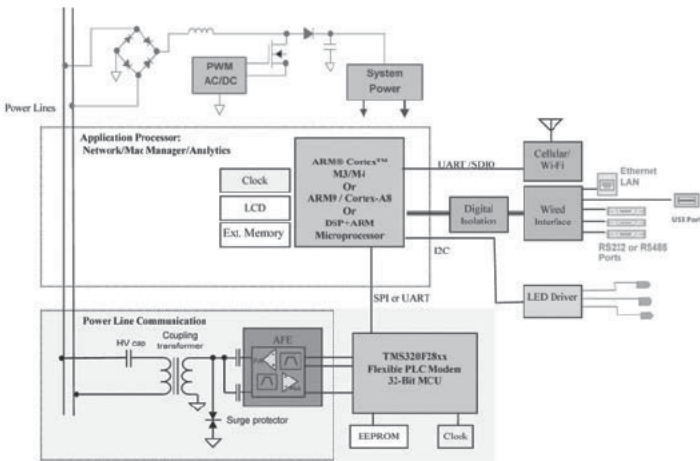 PWM
AC/DC
System
Power
Power Lines
Application Processor:
Network/Mac Manager/Analytics
Clock
LCD
Ext. Memory
ARM® Cortex™
M3/M4
Or
ARM9 / Cortex-A8
Or
DSP+ARM
Microprocessor
UART /SDIO
Cellular/
Wi-Fi
Ethernet
LAN
Digital
Isolation
Wired
Interface
USB Port
RS232 or RS485
Ports
I2C
SPI or UART
LED Driver
Power Line Communication
HV cap
Coupling
transformer
AFE
Surge protector
TMS320F28xx
Flexible PLC Modem
32-Bit MCU
EEPROM
Clock